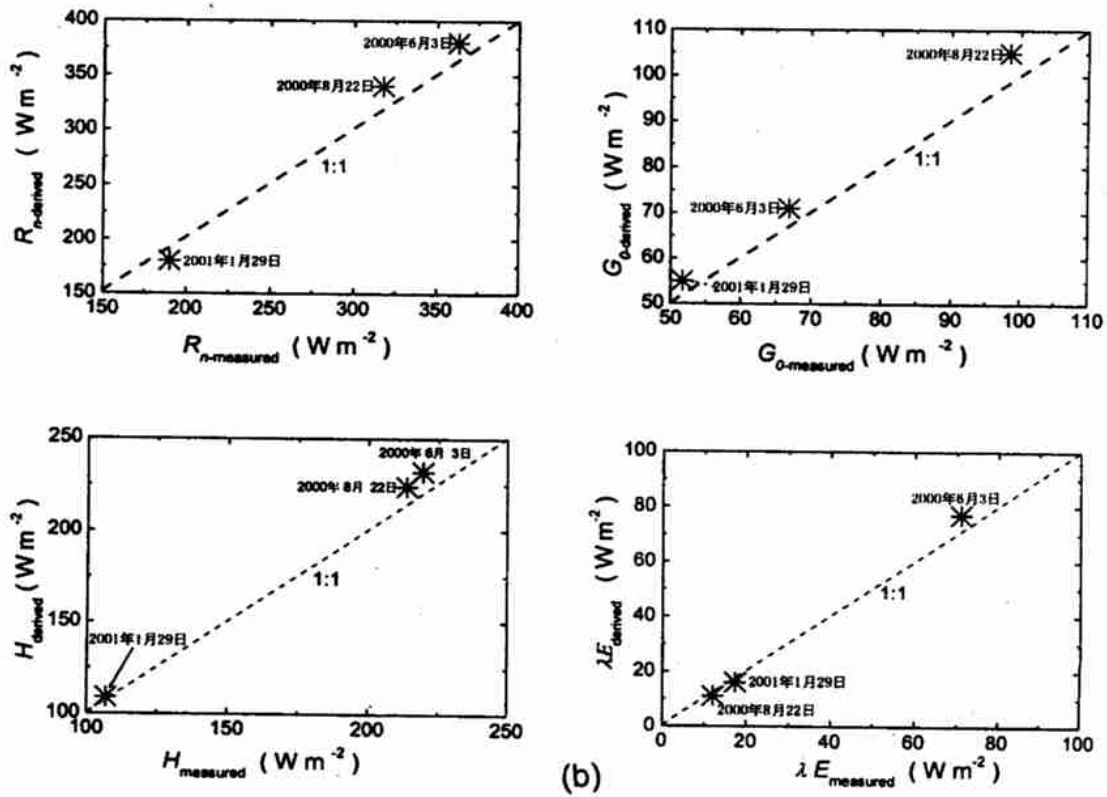 400
350
300
250
200
150
R n-derived ( W m -2 )
2000年6月3日
2000年8月22日
1:1
2001年1月29日
150 200 250 300 350 400
R n-measured ( W m -2 )
110
100
90
80
70
60
50
G 0-derived ( W m -2 )
2000年8月22日
1:1
2000年6月3日
2001年1月29日
50 60 70 80 90 100 110
G 0-measured ( W m -2 )
250
200
150
100
H derived ( W m -2 )
2000年 6月 3日
2000年 8月 22日
1:1
2001年1月29日
100 150 200 250
H measured ( W m -2 )
(b)
100
80
60
40
20
0
λE derived ( W m -2 )
2000年6月3日
1:1
2001年1月29日
2000年8月22日
0 20 40 60 80 100
λ E measured ( W m -2 )